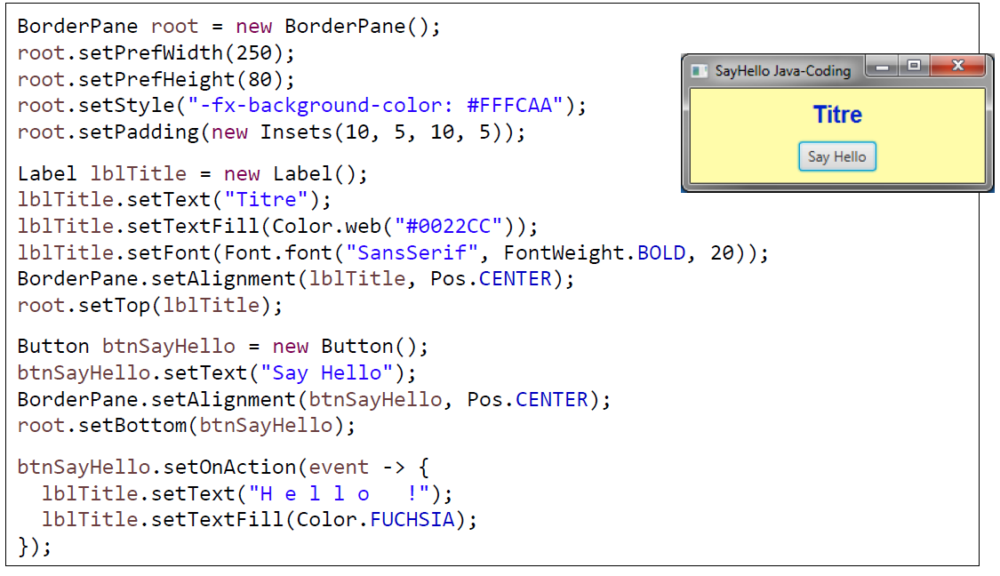 BorderPane root = new BorderPane();
root.setPrefWidth(250);
root.setPrefHeight(80);
root.setStyle("-fx-background-color: #FFFCAA");
root.setPadding(new Insets(10, 5, 10, 5));
Label lblTitle = new Label();
lblTitle.setText("Titre");
lblTitle.setTextFill(Color.web("#0022CC"));
lblTitle.setFont(Font.font("SansSerif", FontWeight.BOLD, 20));
BorderPane.setAlignment(lblTitle, Pos.CENTER);
root.setTop(lblTitle);
Button btnSayHello = new Button();
btnSayHello.setText("Say Hello");
BorderPane.setAlignment(btnSayHello, Pos.CENTER);
root.setBottom(btnSayHello);
btnSayHello.setOnAction(event -> {
  lblTitle.setText("H e l l o   !");
  lblTitle.setTextFill(Color.FUCHSIA);
});
SayHello Java-Coding
Titre
Say Hello